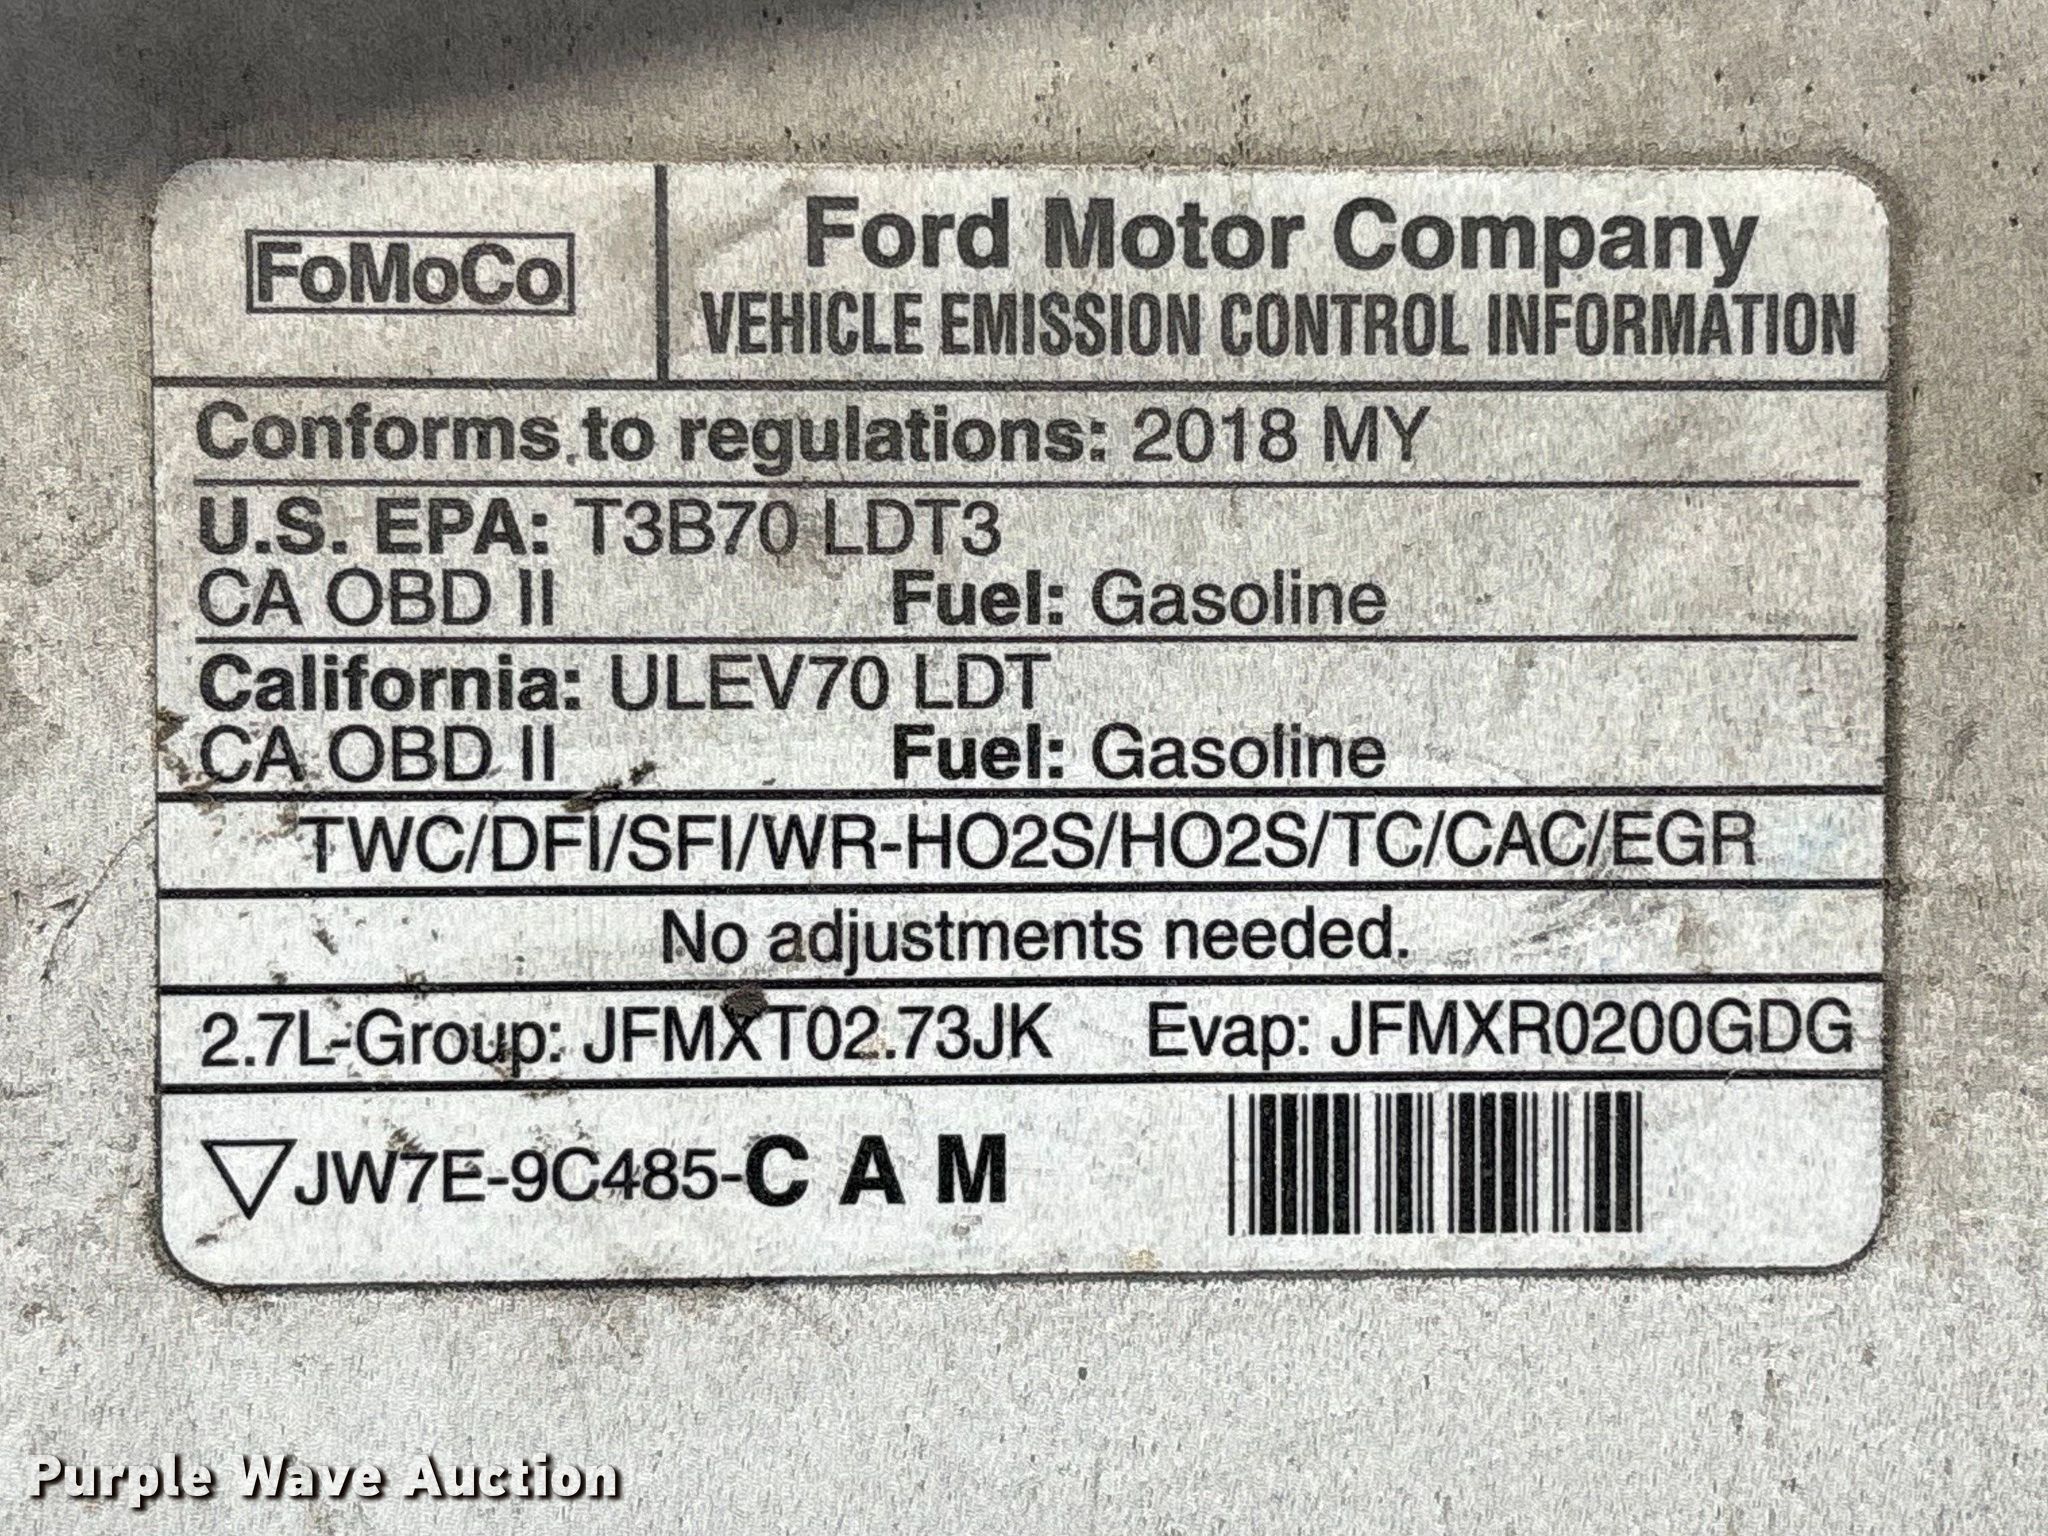 FoMoCo
Ford Motor Company
VEHICLE EMISSION CONTROL INFORMATION
Conforms to regulations: 2018 MY
U.S. EPA: T3B70 LDT3
CA OBD II Fuel: Gasoline
California: ULEV70 LDT
CA OBD II Fuel: Gasoline
TWC/DFI/SFI/WR-HO2S/HO2S/TC/CAC/EGR
No adjustments needed.
2.7L-Group: JFMXT02.73JK Evap: JFMXR0200GDG
JW7E-9C485-C A M
Purple Wave Auction